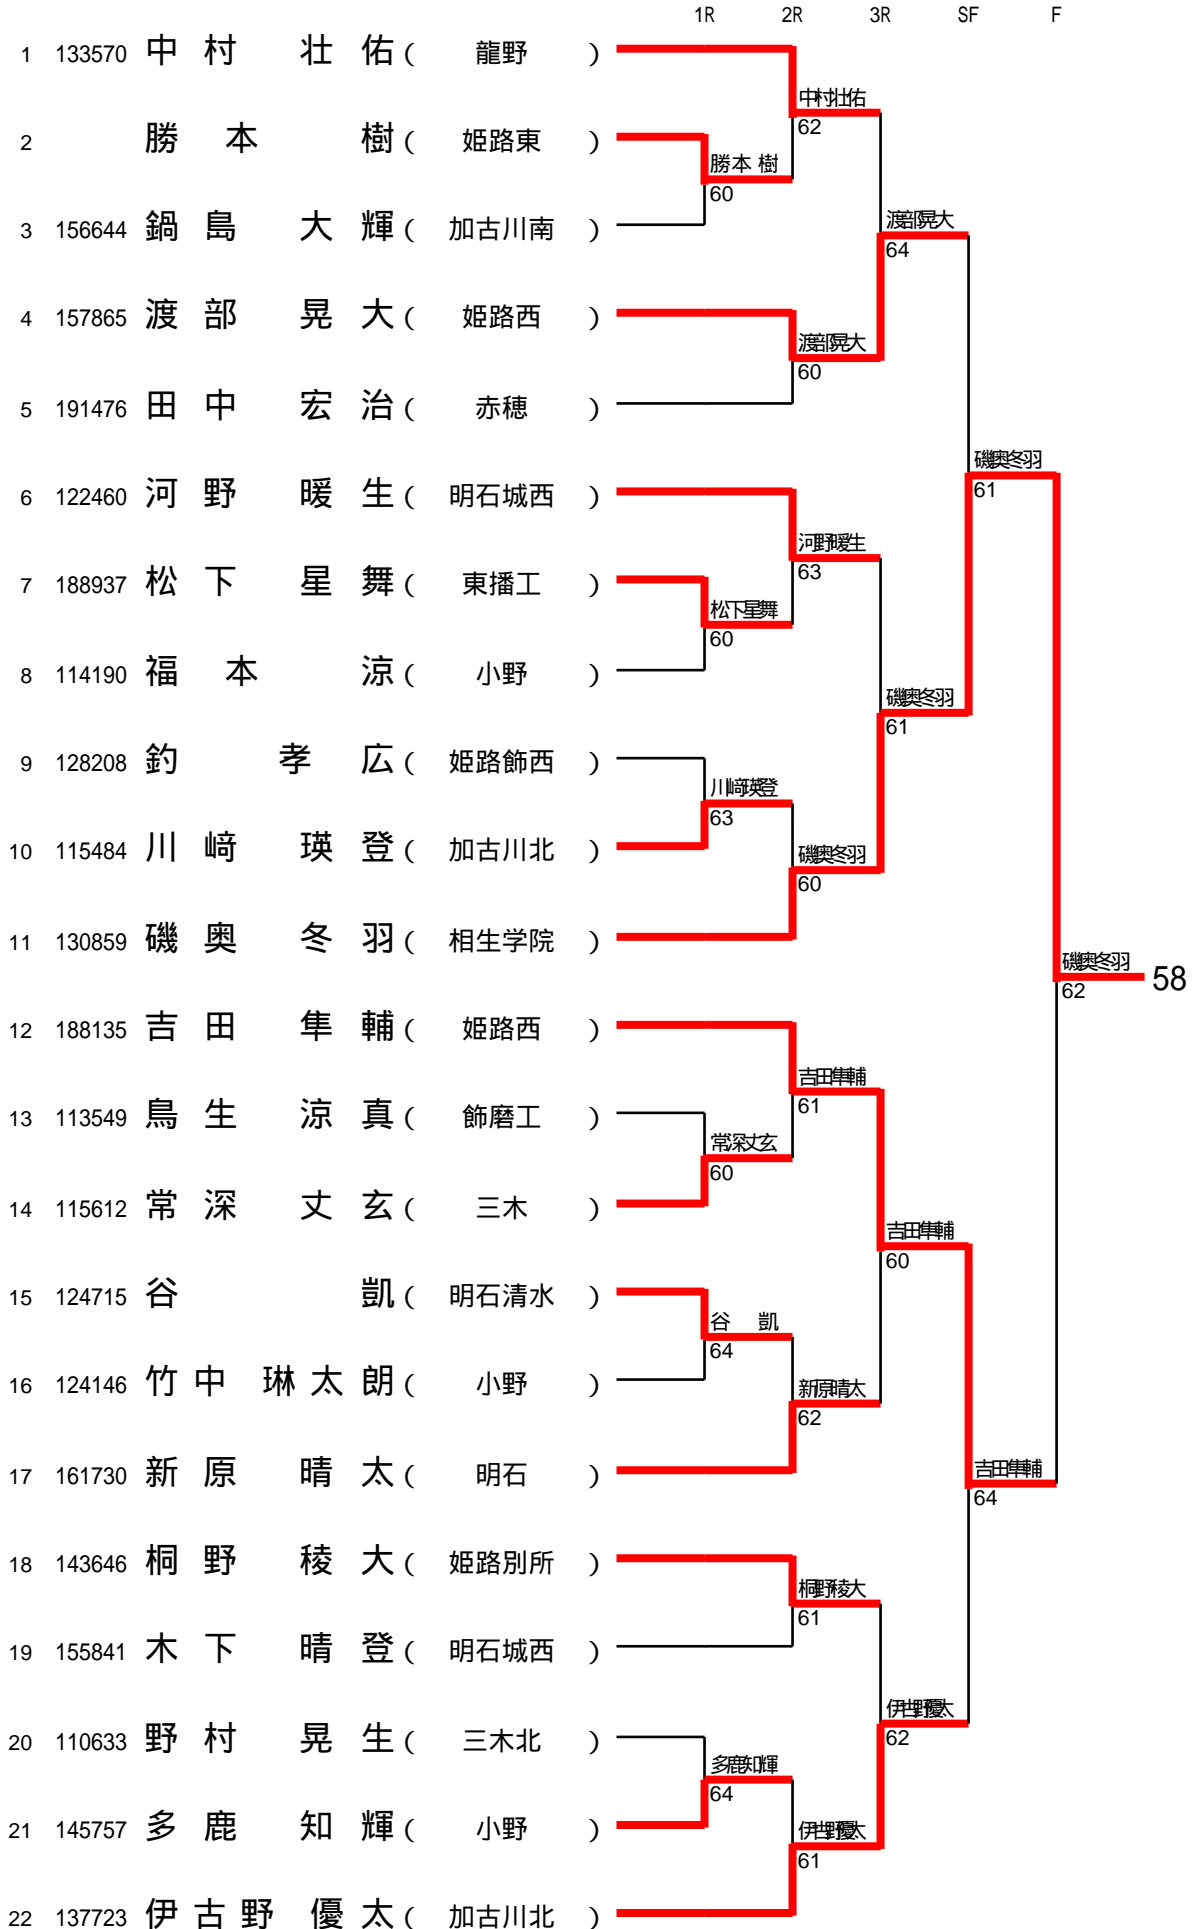 1R 2R 3R SF F
1 133570 中村 壮佑 ( 龍野 )
中村壮佑
62
2 勝本 樹 ( 姫路東 )
勝本 樹
60
3 156644 鍋島 大輝 ( 加古川南 )
渡部晃大
64
4 157865 渡部 晃大 ( 姫路西 )
渡部晃大
60
5 191476 田中 宏治 ( 赤穂 )
磯奥冬羽
61
6 122460 河野 暖生 ( 明石城西 )
河野暖生
63
7 188937 松下 星舞 ( 東播工 )
松下星舞
60
8 114190 福本 涼 ( 小野 )
磯奥冬羽
61
9 128208 釣 孝広 ( 姫路飾西 )
川﨑瑛登
63
10 115484 川﨑 瑛登 ( 加古川北 )
磯奥冬羽
60
11 130859 磯奥 冬羽 ( 相生学院 )
磯奥冬羽
62
58
12 188135 吉田 隼輔 ( 姫路西 )
吉田隼輔
61
13 113549 鳥生 涼真 ( 飾磨工 )
常深丈玄
60
14 115612 常深 丈玄 ( 三木 )
吉田隼輔
60
15 124715 谷 凱 ( 明石清水 )
谷 凱
64
16 124146 竹中 琳太朗 ( 小野 )
新原晴太
62
17 161730 新原 晴太 ( 明石 )
吉田隼輔
64
18 143646 桐野 稜大 ( 姫路別所 )
桐野稜大
61
19 155841 木下 晴登 ( 明石城西 )
伊古野優太
62
20 110633 野村 晃生 ( 三木北 )
多鹿知輝
64
21 145757 多鹿 知輝 ( 小野 )
伊古野優太
61
22 137723 伊古野 優太 ( 加古川北 )